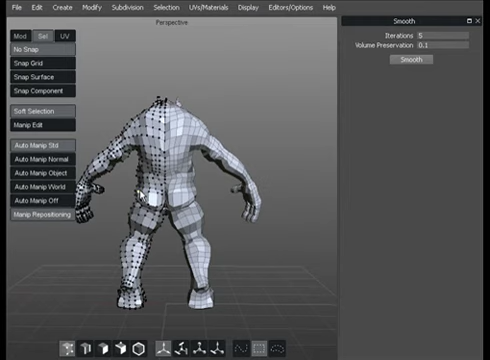 File Edit Create Modify Subdivision Selection UVs/Materials Display Editors/Options Help
Perspective
Smooth
Iterations 5
Volume Preservation 0.1
Smooth
Mod Sel UV
No Snap
Snap Grid
Snap Surface
Snap Component
Soft Selection
Manip Edit
Auto Manip Std
Auto Manip Normal
Auto Manip Object
Auto Manip World
Auto Manip Off
Manip Repositioning